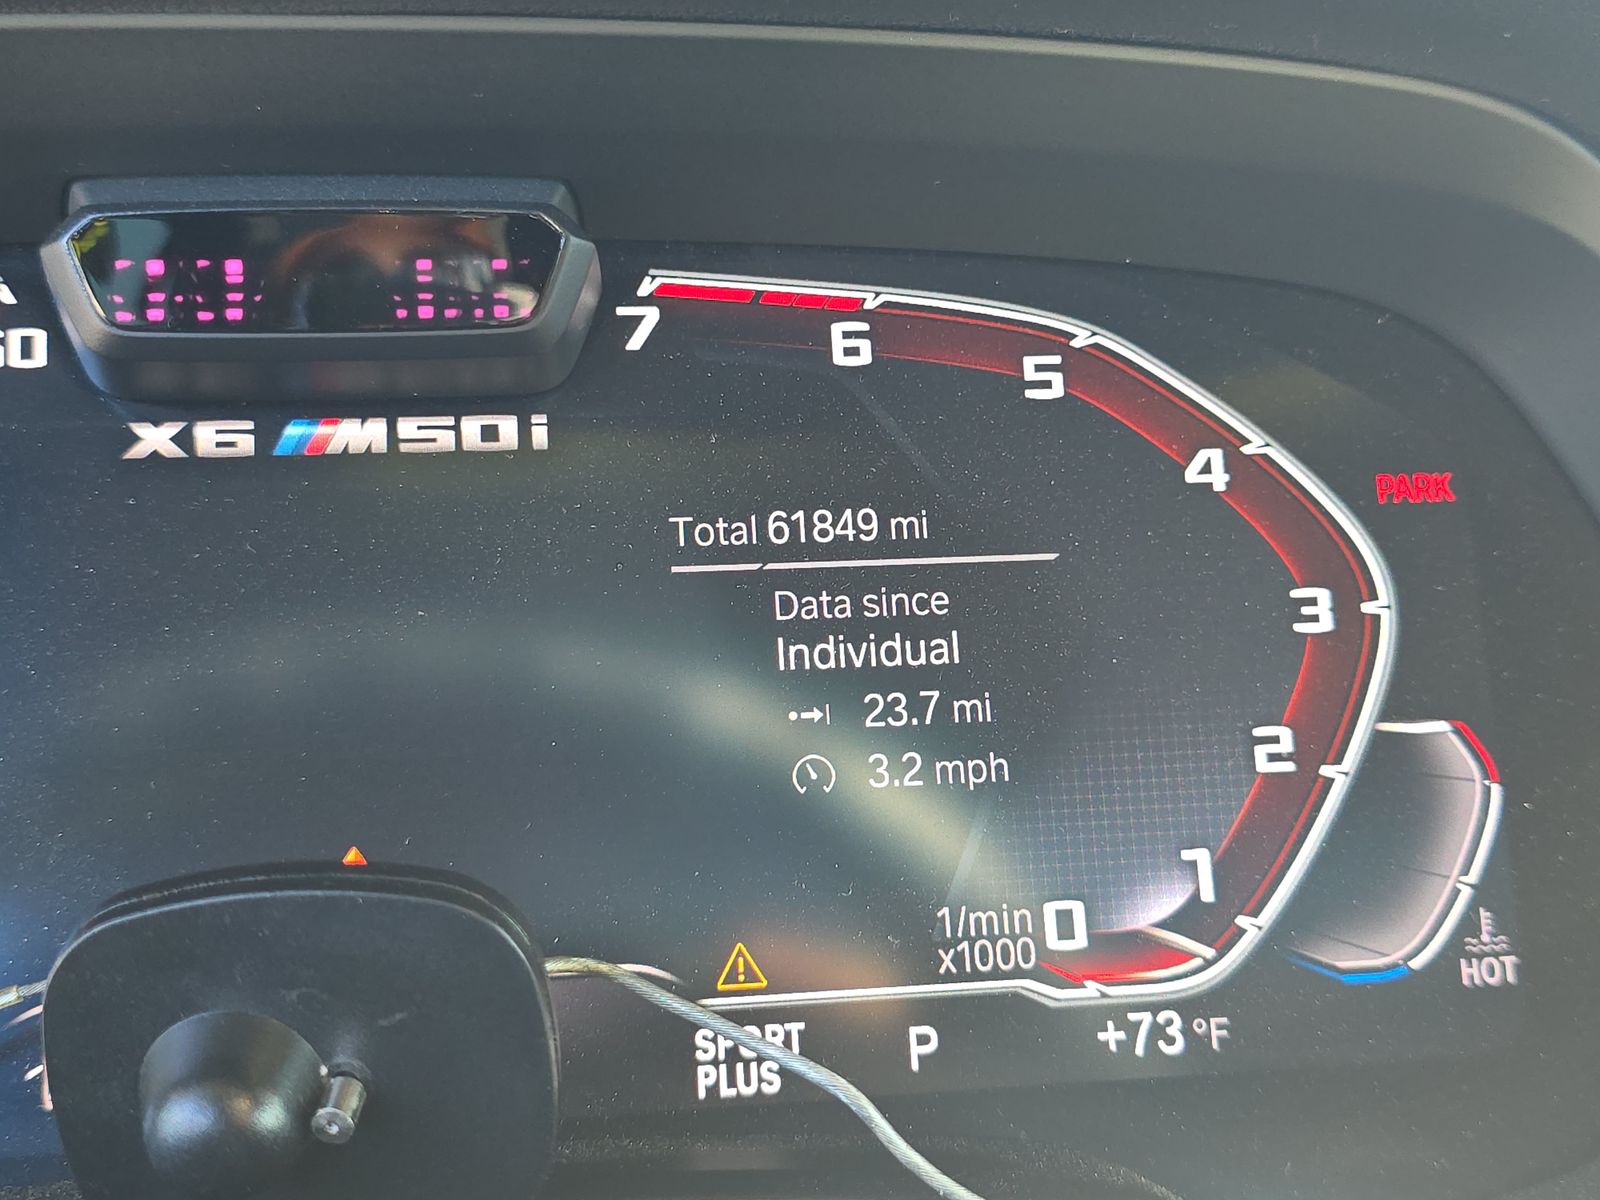 X6 M50i
7
6
5
4
PARK
Total 61849 mi
Data since
Individual
3
23.7 mi
2
3.2 mph
1
1/min 0
x1000
HOT
SPORT
PLUS
P
+73 °F